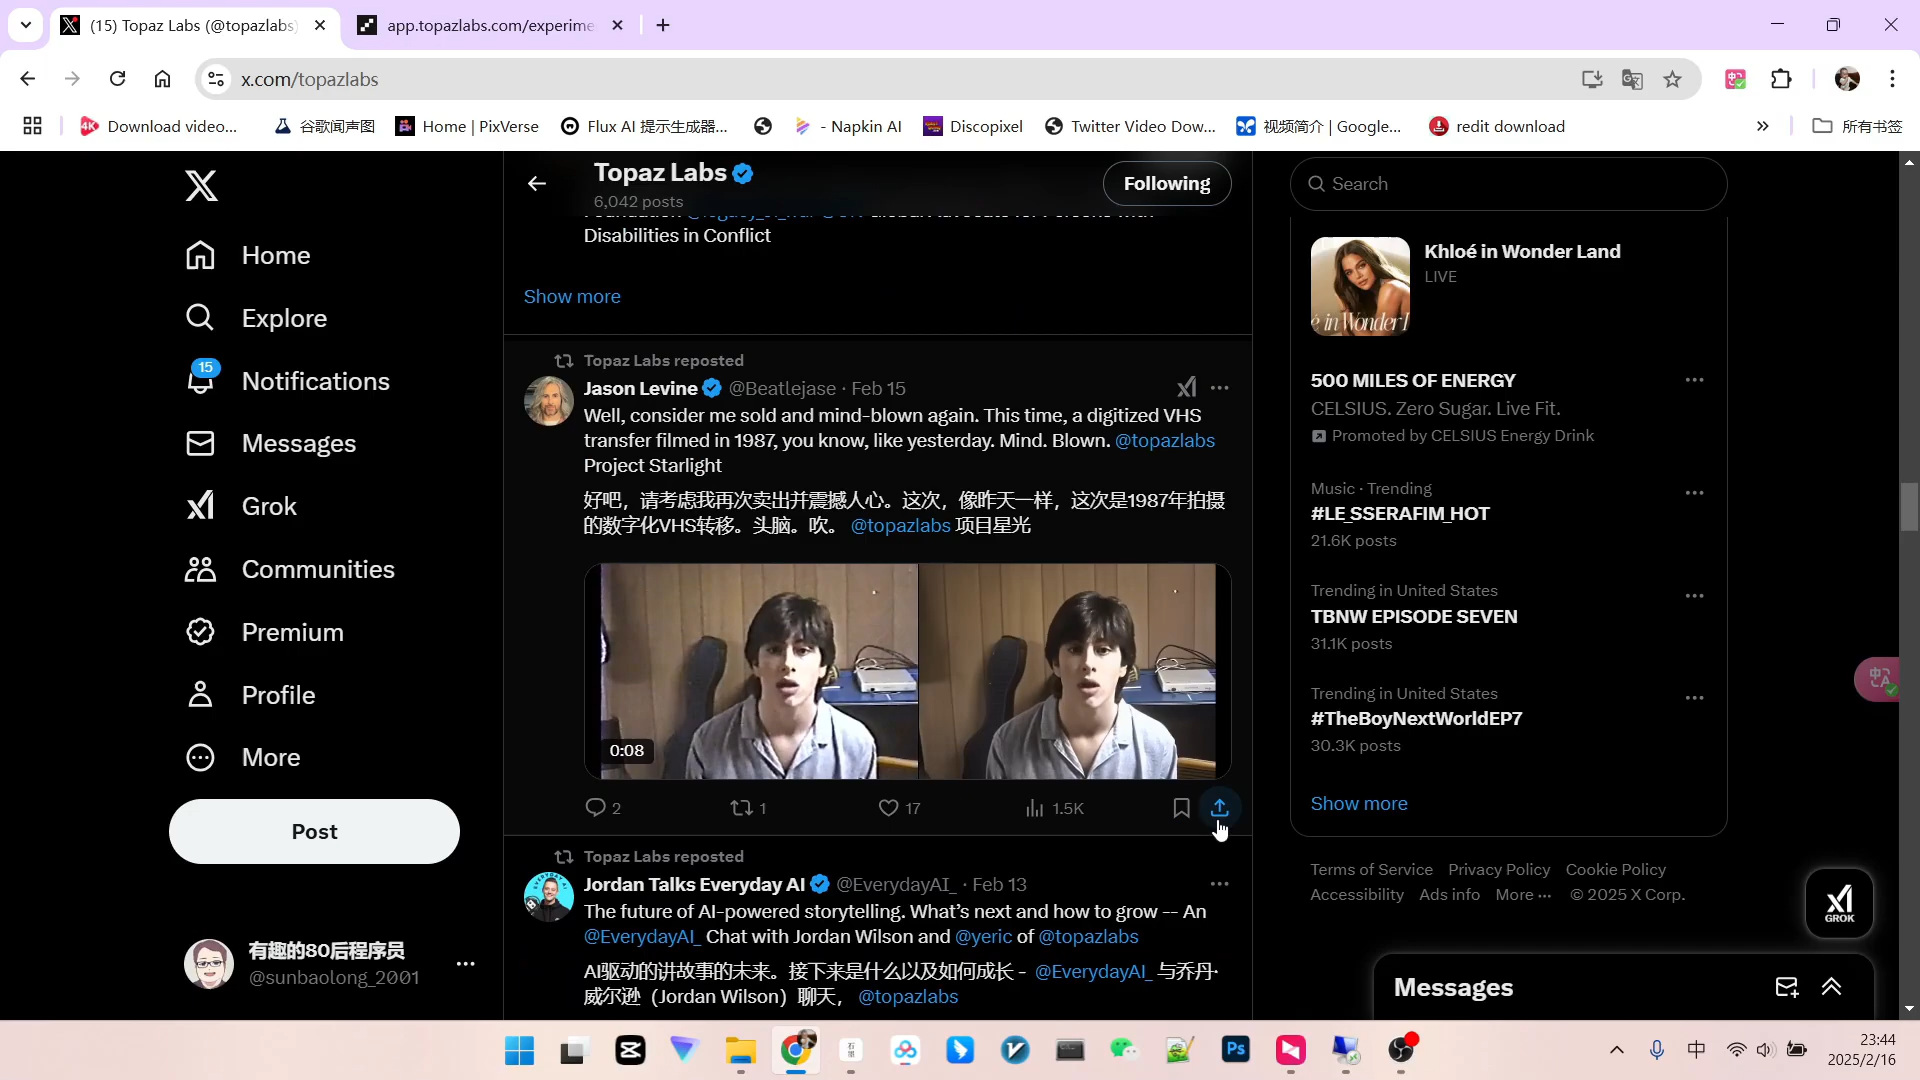 (15) Topaz Labs (@topazlabs)
app.topazlabs.com/experime
x.com/topazlabs
Download video...
谷歌闻声图
Home | PixVerse
Flux AI 提示生成器...
- Napkin AI
Discopixel
Twitter Video Dow...
视频简介 | Google...
redit download
所有书签
Home
Explore
15
Notifications
Messages
Grok
Communities
Premium
Profile
More
Post
有趣的80后程序员
@sunbaolong_2001
Topaz Labs
6,042 posts
Following
Disabilities in Conflict
Show more
Topaz Labs reposted
Jason Levine @Beatlejase · Feb 15
Well, consider me sold and mind-blown again. This time, a digitized VHS
transfer filmed in 1987, you know, like yesterday. Mind. Blown. @topazlabs
Project Starlight
好吧，请考虑我再次卖出并震撼人心。这次，像昨天一样，这次是1987年拍摄
的数字化VHS转移。头脑。吹。 @topazlabs 项目星光
0:08
2
1
17
1.5K
Topaz Labs reposted
Jordan Talks Everyday AI @EverydayAI_ · Feb 13
The future of AI-powered storytelling. What's next and how to grow -- An
@EverydayAI_ Chat with Jordan Wilson and @yeric of @topazlabs
AI驱动的讲故事的未来。接下来是什么以及如何成长 - @EverydayAI_ 与乔丹·
威尔逊（Jordan Wilson）聊天， @topazlabs
Search
Khloé in Wonder Land
LIVE
500 MILES OF ENERGY
CELSIUS. Zero Sugar. Live Fit.
Promoted by CELSIUS Energy Drink
Music · Trending
#LE_SSERAFIM_HOT
21.6K posts
Trending in United States
TBNW EPISODE SEVEN
31.1K posts
Trending in United States
#TheBoyNextWorldEP7
30.3K posts
Show more
Terms of Service Privacy Policy Cookie Policy
Accessibility Ads info More ··· © 2025 X Corp.
GROK
Messages
Ps
中
23:44
2025/2/16